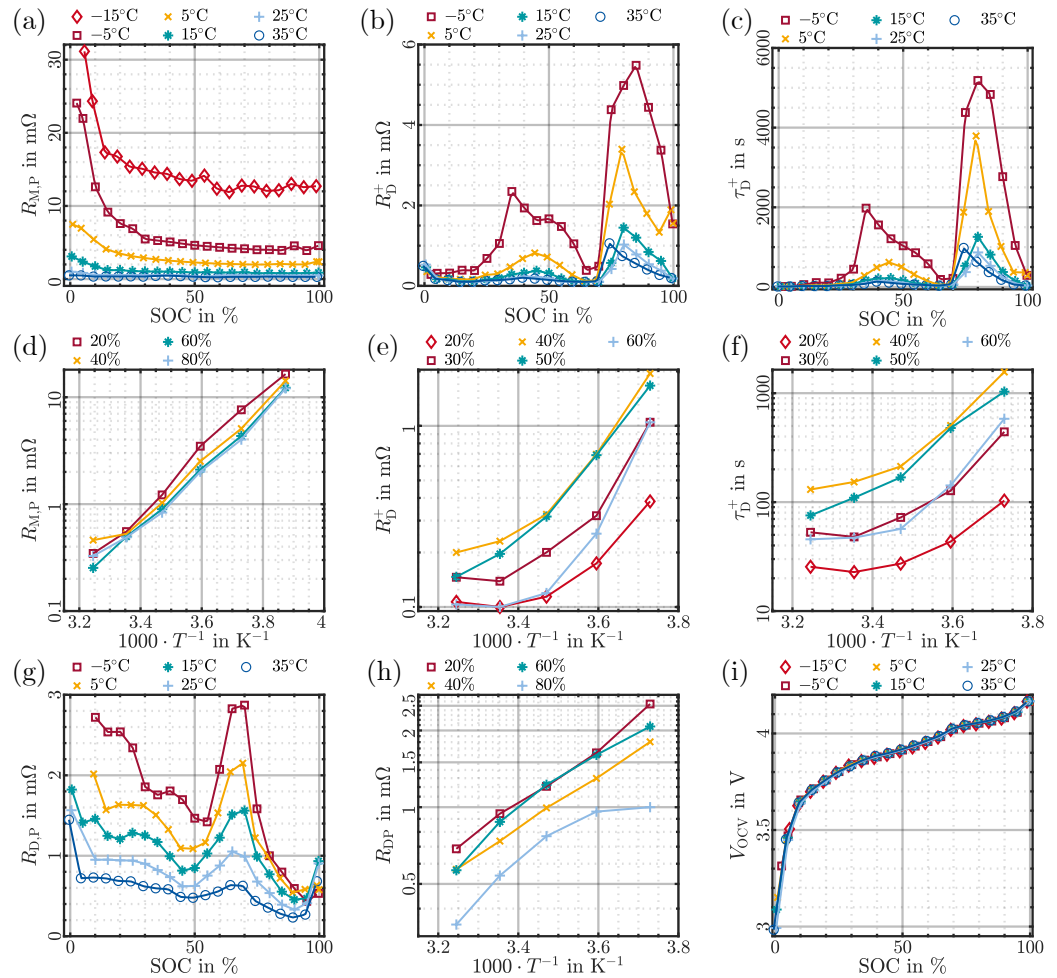 (a) −15°C 5°C 25°C
−5°C 15°C 35°C
30
20
10
0
R_M,P in mΩ
0 50 100
SOC in %
(b) −5°C 15°C 35°C
5°C 25°C
6
4
2
0
R_D^+ in mΩ
0 50 100
SOC in %
(c) −5°C 15°C 35°C
5°C 25°C
6000
4000
2000
0
τ_D^+ in s
0 50 100
SOC in %
(d) 20% 60%
40% 80%
10
1
0.1
R_M,P in mΩ
3.2 3.4 3.6 3.8 4
1000 · T^−1 in K^−1
(e) 20% 40% 60%
30% 50%
1
0.1
R_D^+ in mΩ
3.2 3.4 3.6 3.8
1000 · T^−1 in K^−1
(f) 20% 40% 60%
30% 50%
1000
100
10
τ_D^+ in s
3.2 3.4 3.6 3.8
1000 · T^−1 in K^−1
(g) −5°C 15°C 35°C
5°C 25°C
3
2
1
0
R_D,P in mΩ
0 50 100
SOC in %
(h) 20% 60%
40% 80%
2.5
2
1.5
1
0.5
R_D,P in mΩ
3.2 3.4 3.6 3.8
1000 · T^−1 in K^−1
(i) −15°C 5°C 25°C
−5°C 15°C 35°C
4
3.5
3
V_OCV in V
0 50 100
SOC in %